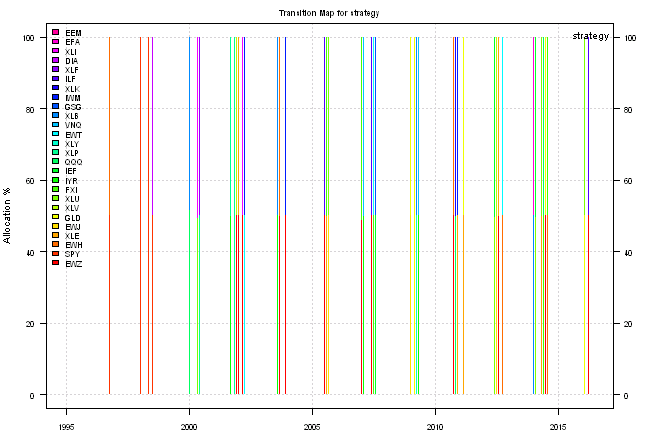 Transition Map for strategy
strategy
100
80
60
40
20
0
Allocation %
EEM
EFA
XLI
DIA
XLF
ILF
XLK
IWM
GSG
XLB
VNQ
EWT
XLY
XLP
QQQ
IEF
IYR
FXI
XLU
XLV
GLD
EWJ
XLE
EWH
SPY
EWZ
100
80
60
40
20
0
1995
2000
2005
2010
2015